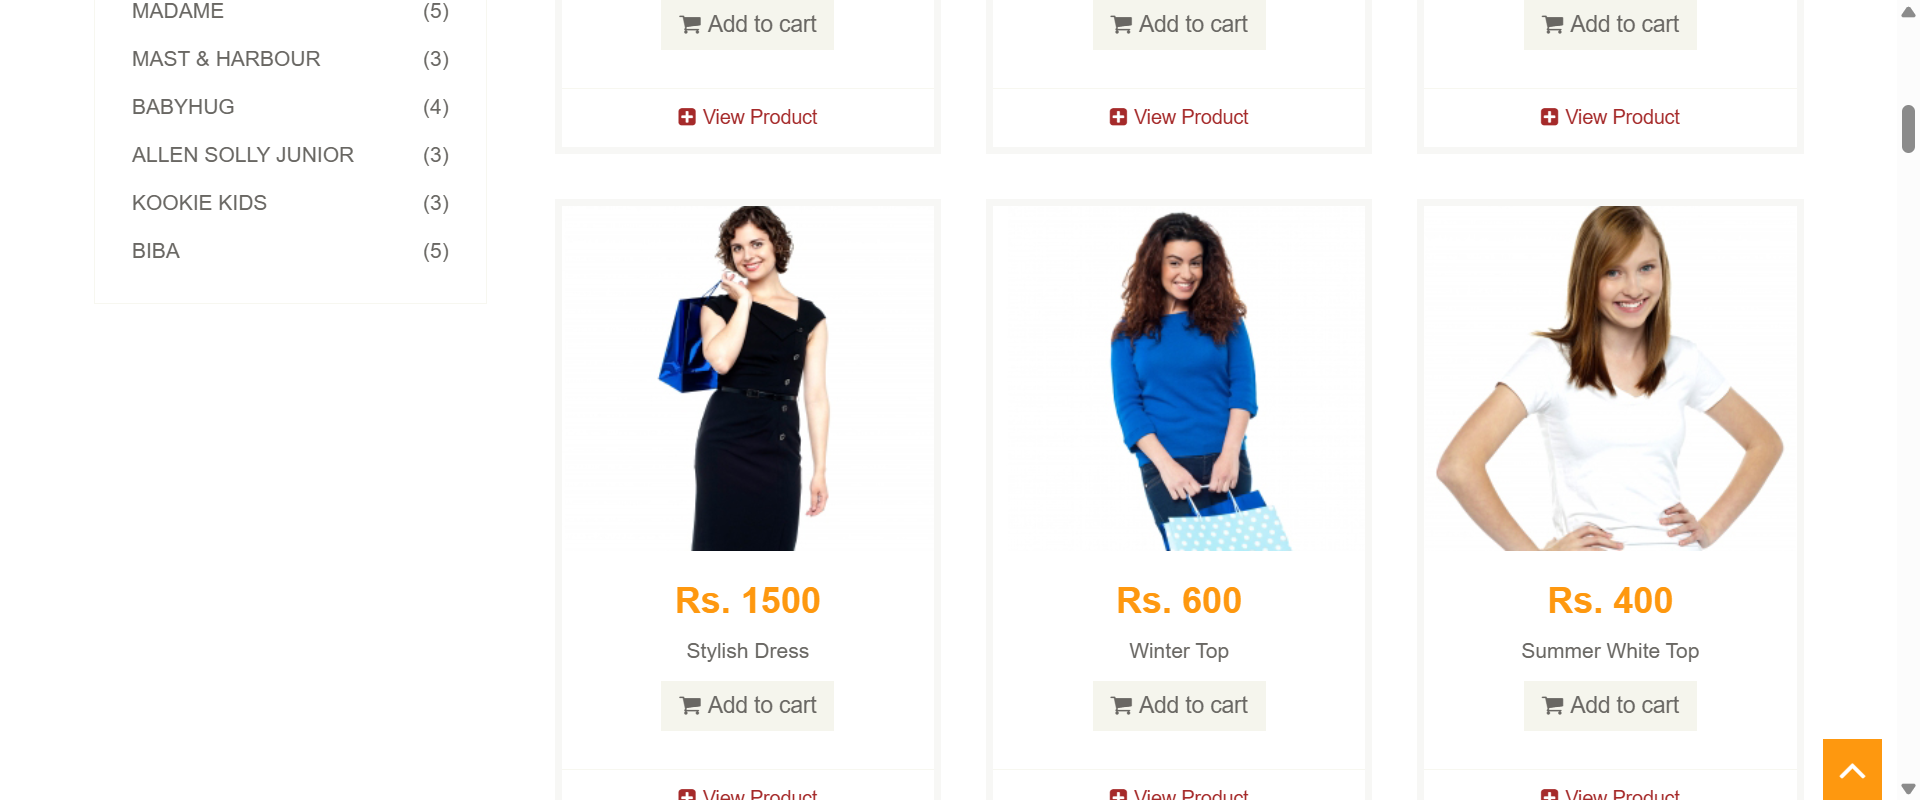 MADAME (5)
MAST & HARBOUR (3)
BABYHUG (4)
ALLEN SOLLY JUNIOR (3)
KOOKIE KIDS (3)
BIBA (5)
Add to cart Add to cart Add to cart
View Product View Product View Product
Rs. 1500 Rs. 600 Rs. 400
Stylish Dress Winter Top Summer White Top
Add to cart Add to cart Add to cart
View Product View Product View Product